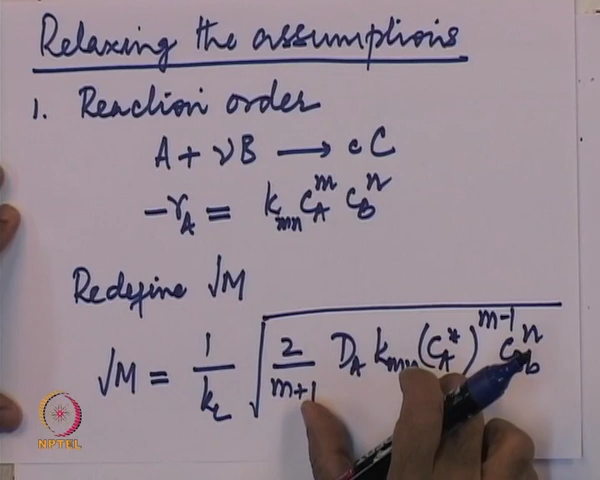 Relaxing the assumptions
1. Reaction order
A + νB → cC
-r_A = k_mn C_A^m C_B^n
Redefine √M
√M = 1/k_L √(2/(m+1) D_A k_mn (C_A*)^(m-1) C_Bb^n)
NPTEL